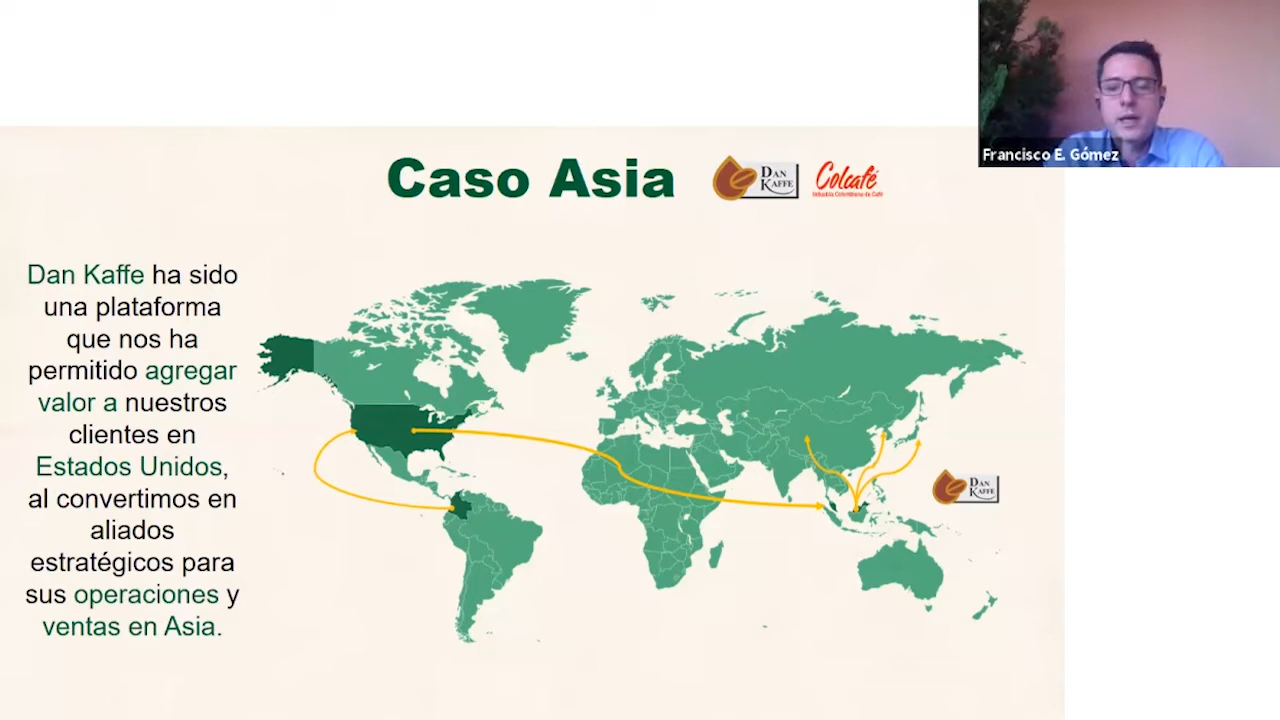 Francisco E. Gómez
Caso Asia
DAN
KAFFE
Colcafé
Industria Colombiana de Café
Dan Kaffe ha sido
una plataforma
que nos ha
permitido agregar
valor a nuestros
clientes en
Estados Unidos,
al convertimos en
aliados
estratégicos para
sus operaciones y
ventas en Asia.
DAN
KAFFE